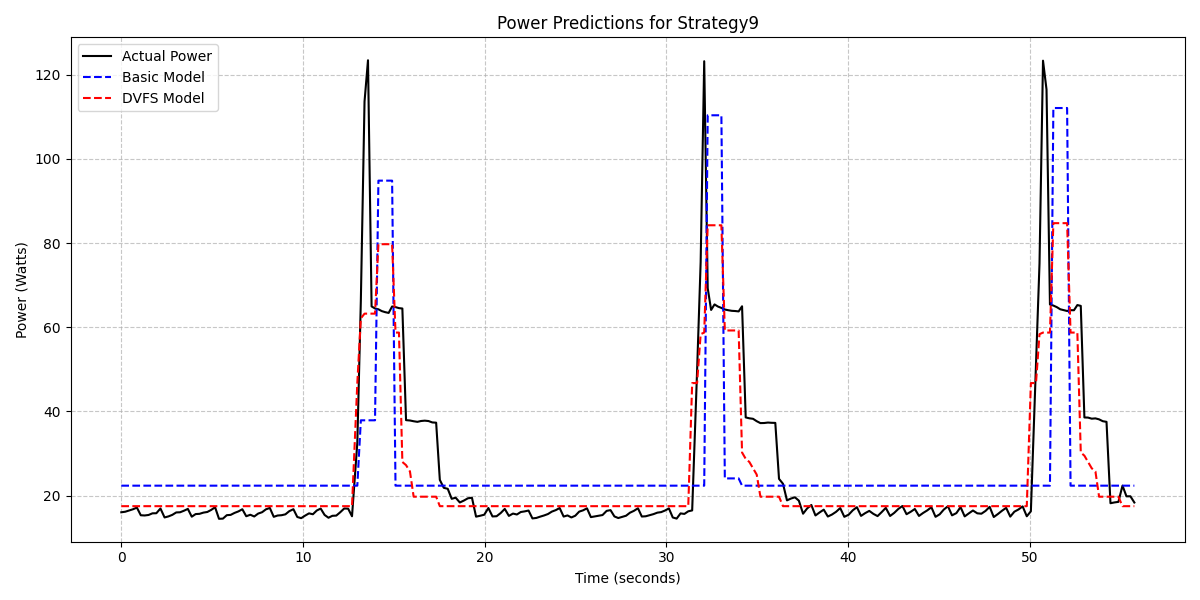 Power Predictions for Strategy9
Actual Power
Basic Model
DVFS Model
Power (Watts)
120
100
80
60
40
20
0 10 20 30 40 50
Time (seconds)